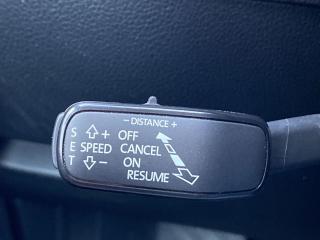 − DISTANCE +
S + OFF
E SPEED CANCEL
T − ON
RESUME